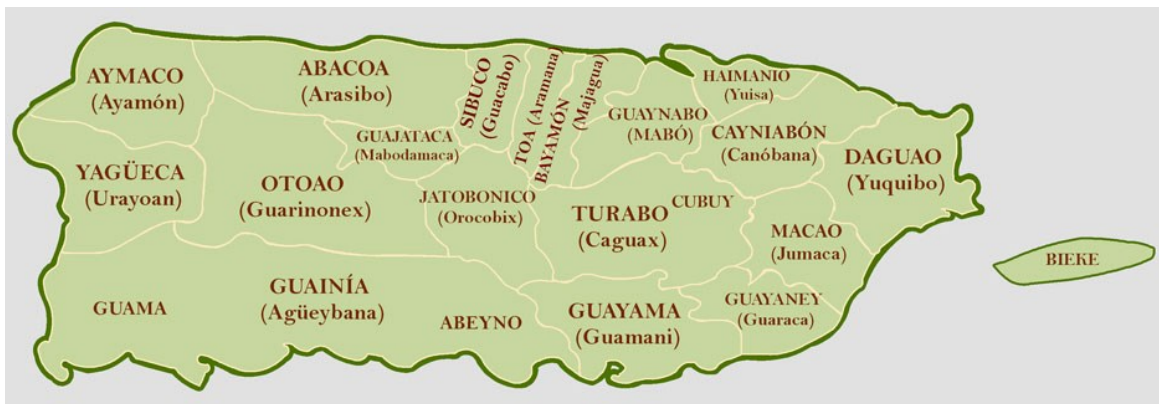 AYMACO
(Ayamón)
ABACOA
(Arasibo)
SIBUCO
(Guacabo)
TOA (Aramana)
BAYAMÓN
(Majagua)
HAIMANIO
(Yuisa)
GUAYNABO
(MABÓ)
CAYNIABÓN
(Canóbana)
DAGUAO
(Yuquibo)
GUAJATACA
(Mabodamaca)
YAGÜECA
(Urayoan)
OTOAO
(Guarinonex)
JATOBONICO
(Orocobix)
TURABO
(Caguax)
CUBUY
MACAO
(Jumaca)
BIEKE
GUAMA
GUAINÍA
(Agüeybana)
ABEYNO
GUAYAMA
(Guamani)
GUAYANEY
(Guaraca)